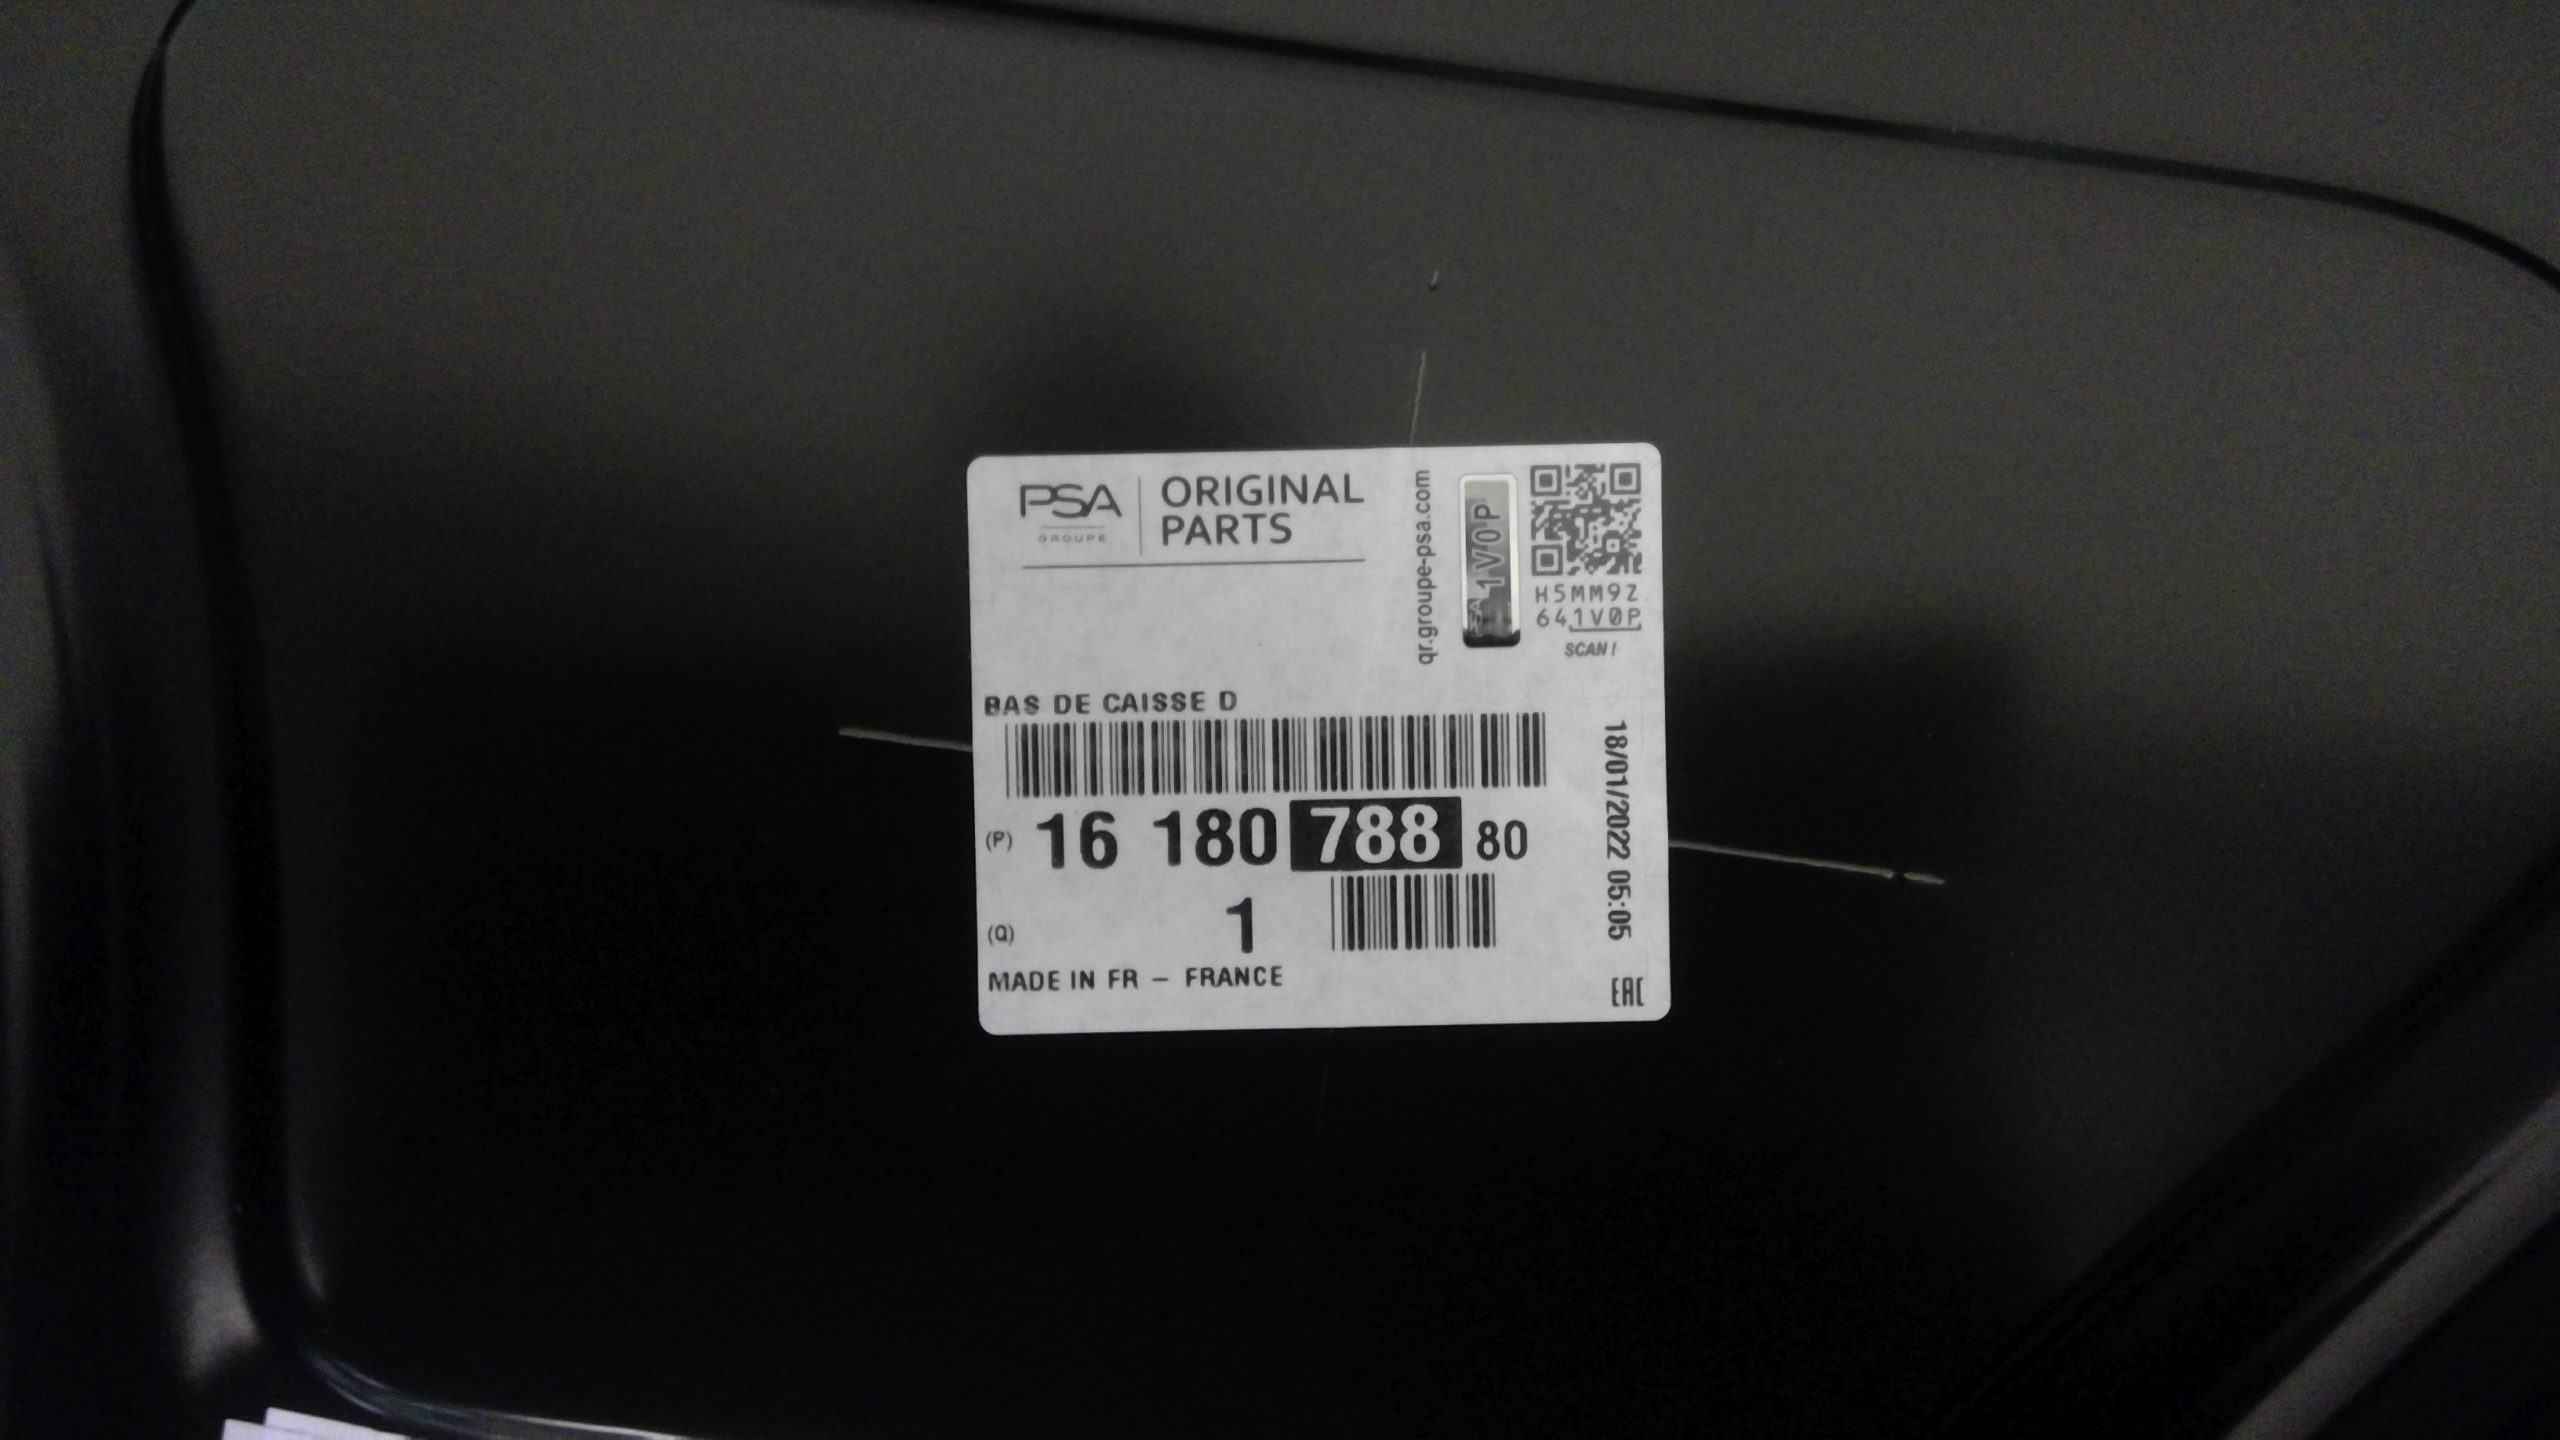 PSA
GROUPE
ORIGINAL
PARTS
qr.groupe-psa.com
1V0P
H5MM9Z
641V0P
SCAN!
BAS DE CAISSE D
(P) 16 180 788 80
(Q) 1
18/01/2022 05:05
MADE IN FR – FRANCE
EAC